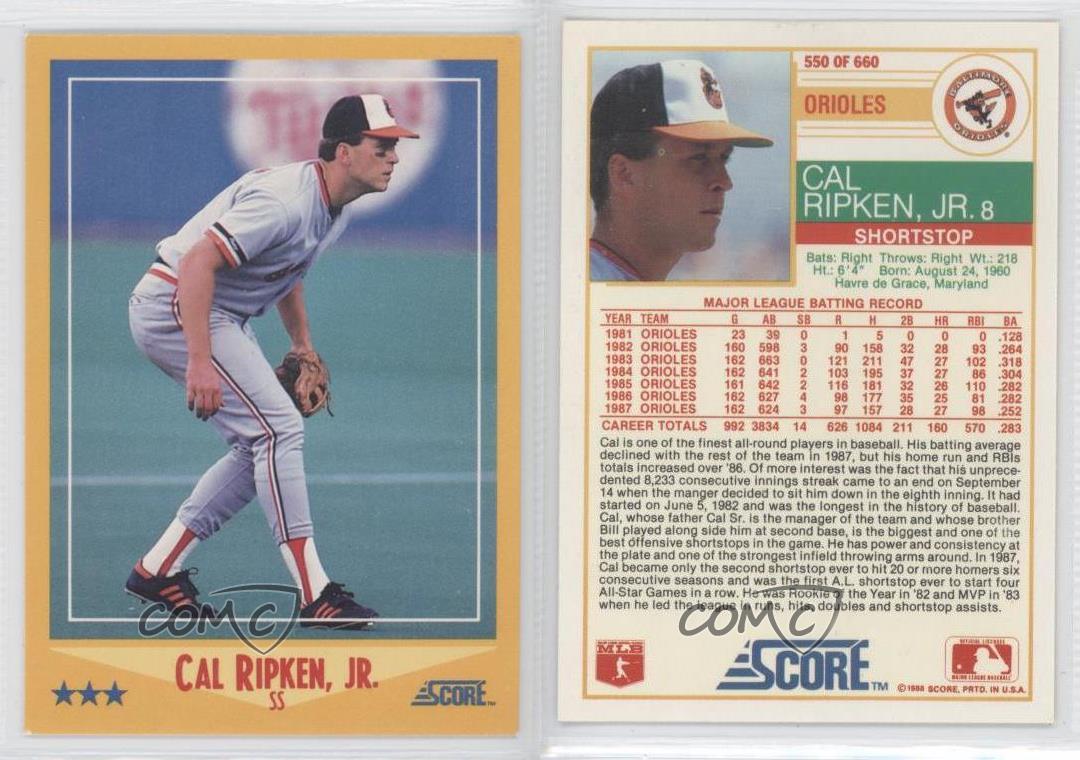 CAL RIPKEN, JR.
SS
SCORE™
COMC
550 OF 660
ORIOLES
BALTIMORE
ORIOLES
CAL
RIPKEN, JR. 8
SHORTSTOP
Bats: Right Throws: Right Wt.: 218
Ht.: 6'4" Born: August 24, 1960
Havre de Grace, Maryland
MAJOR LEAGUE BATTING RECORD
YEAR TEAM G AB SB R H 2B HR RBI BA
1981 ORIOLES 23 39 0 1 5 0 0 0 .128
1982 ORIOLES 160 598 3 90 158 32 28 93 .264
1983 ORIOLES 162 663 0 121 211 47 27 102 .318
1984 ORIOLES 162 641 2 103 195 37 27 86 .304
1985 ORIOLES 161 642 2 116 181 32 26 110 .282
1986 ORIOLES 162 627 4 98 177 35 25 81 .282
1987 ORIOLES 162 624 3 97 157 28 27 98 .252
CAREER TOTALS 992 3834 14 626 1084 211 160 570 .283
Cal is one of the finest all-round players in baseball. His batting average
declined with the rest of the team in 1987, but his home run and RBIs
totals increased over '86. Of more interest was the fact that his unprece-
dented 8,233 consecutive innings streak came to an end on September
14 when the manger decided to sit him down in the eighth inning. It had
started on June 5, 1982 and was the longest in the history of baseball.
Cal, whose father Cal Sr. is the manager of the team and whose brother
Bill played along side him at second base, is the biggest and one of the
best offensive shortstops in the game. He has power and consistency at
the plate and one of the strongest infield throwing arms around. In 1987,
Cal became only the second shortstop ever to hit 20 or more homers six
consecutive seasons and was the first A.L. shortstop ever to start four
All-Star Games in a row. He was Rookie of the Year in '82 and MVP in '83
when he led the league in runs, hits, doubles and shortstop assists.
COMC
MLB
SCORE™
OFFICIAL LICENSEE
MAJOR LEAGUE BASEBALL
©1988 SCORE, PRTD. IN U.S.A.